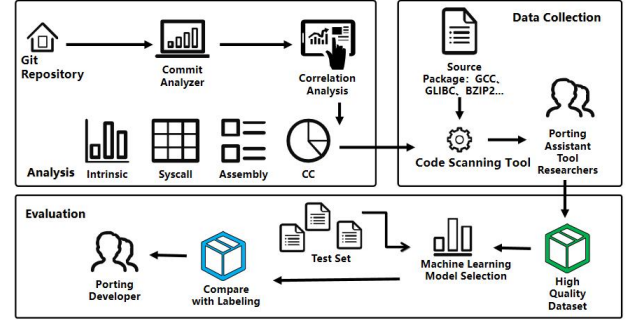 Git
Repository
Commit
Analyzer
Correlation
Analysis
Analysis
Intrinsic
Syscall
Assembly
CC
Data Collection
Source
Package: GCC、
GLIBC、BZIP2...
Code Scanning Tool
Porting
Assistant
Tool
Researchers
Evaluation
Porting
Developer
Compare
with Labeling
Test Set
Machine Learning
Model Selection
High
Quality
Dataset